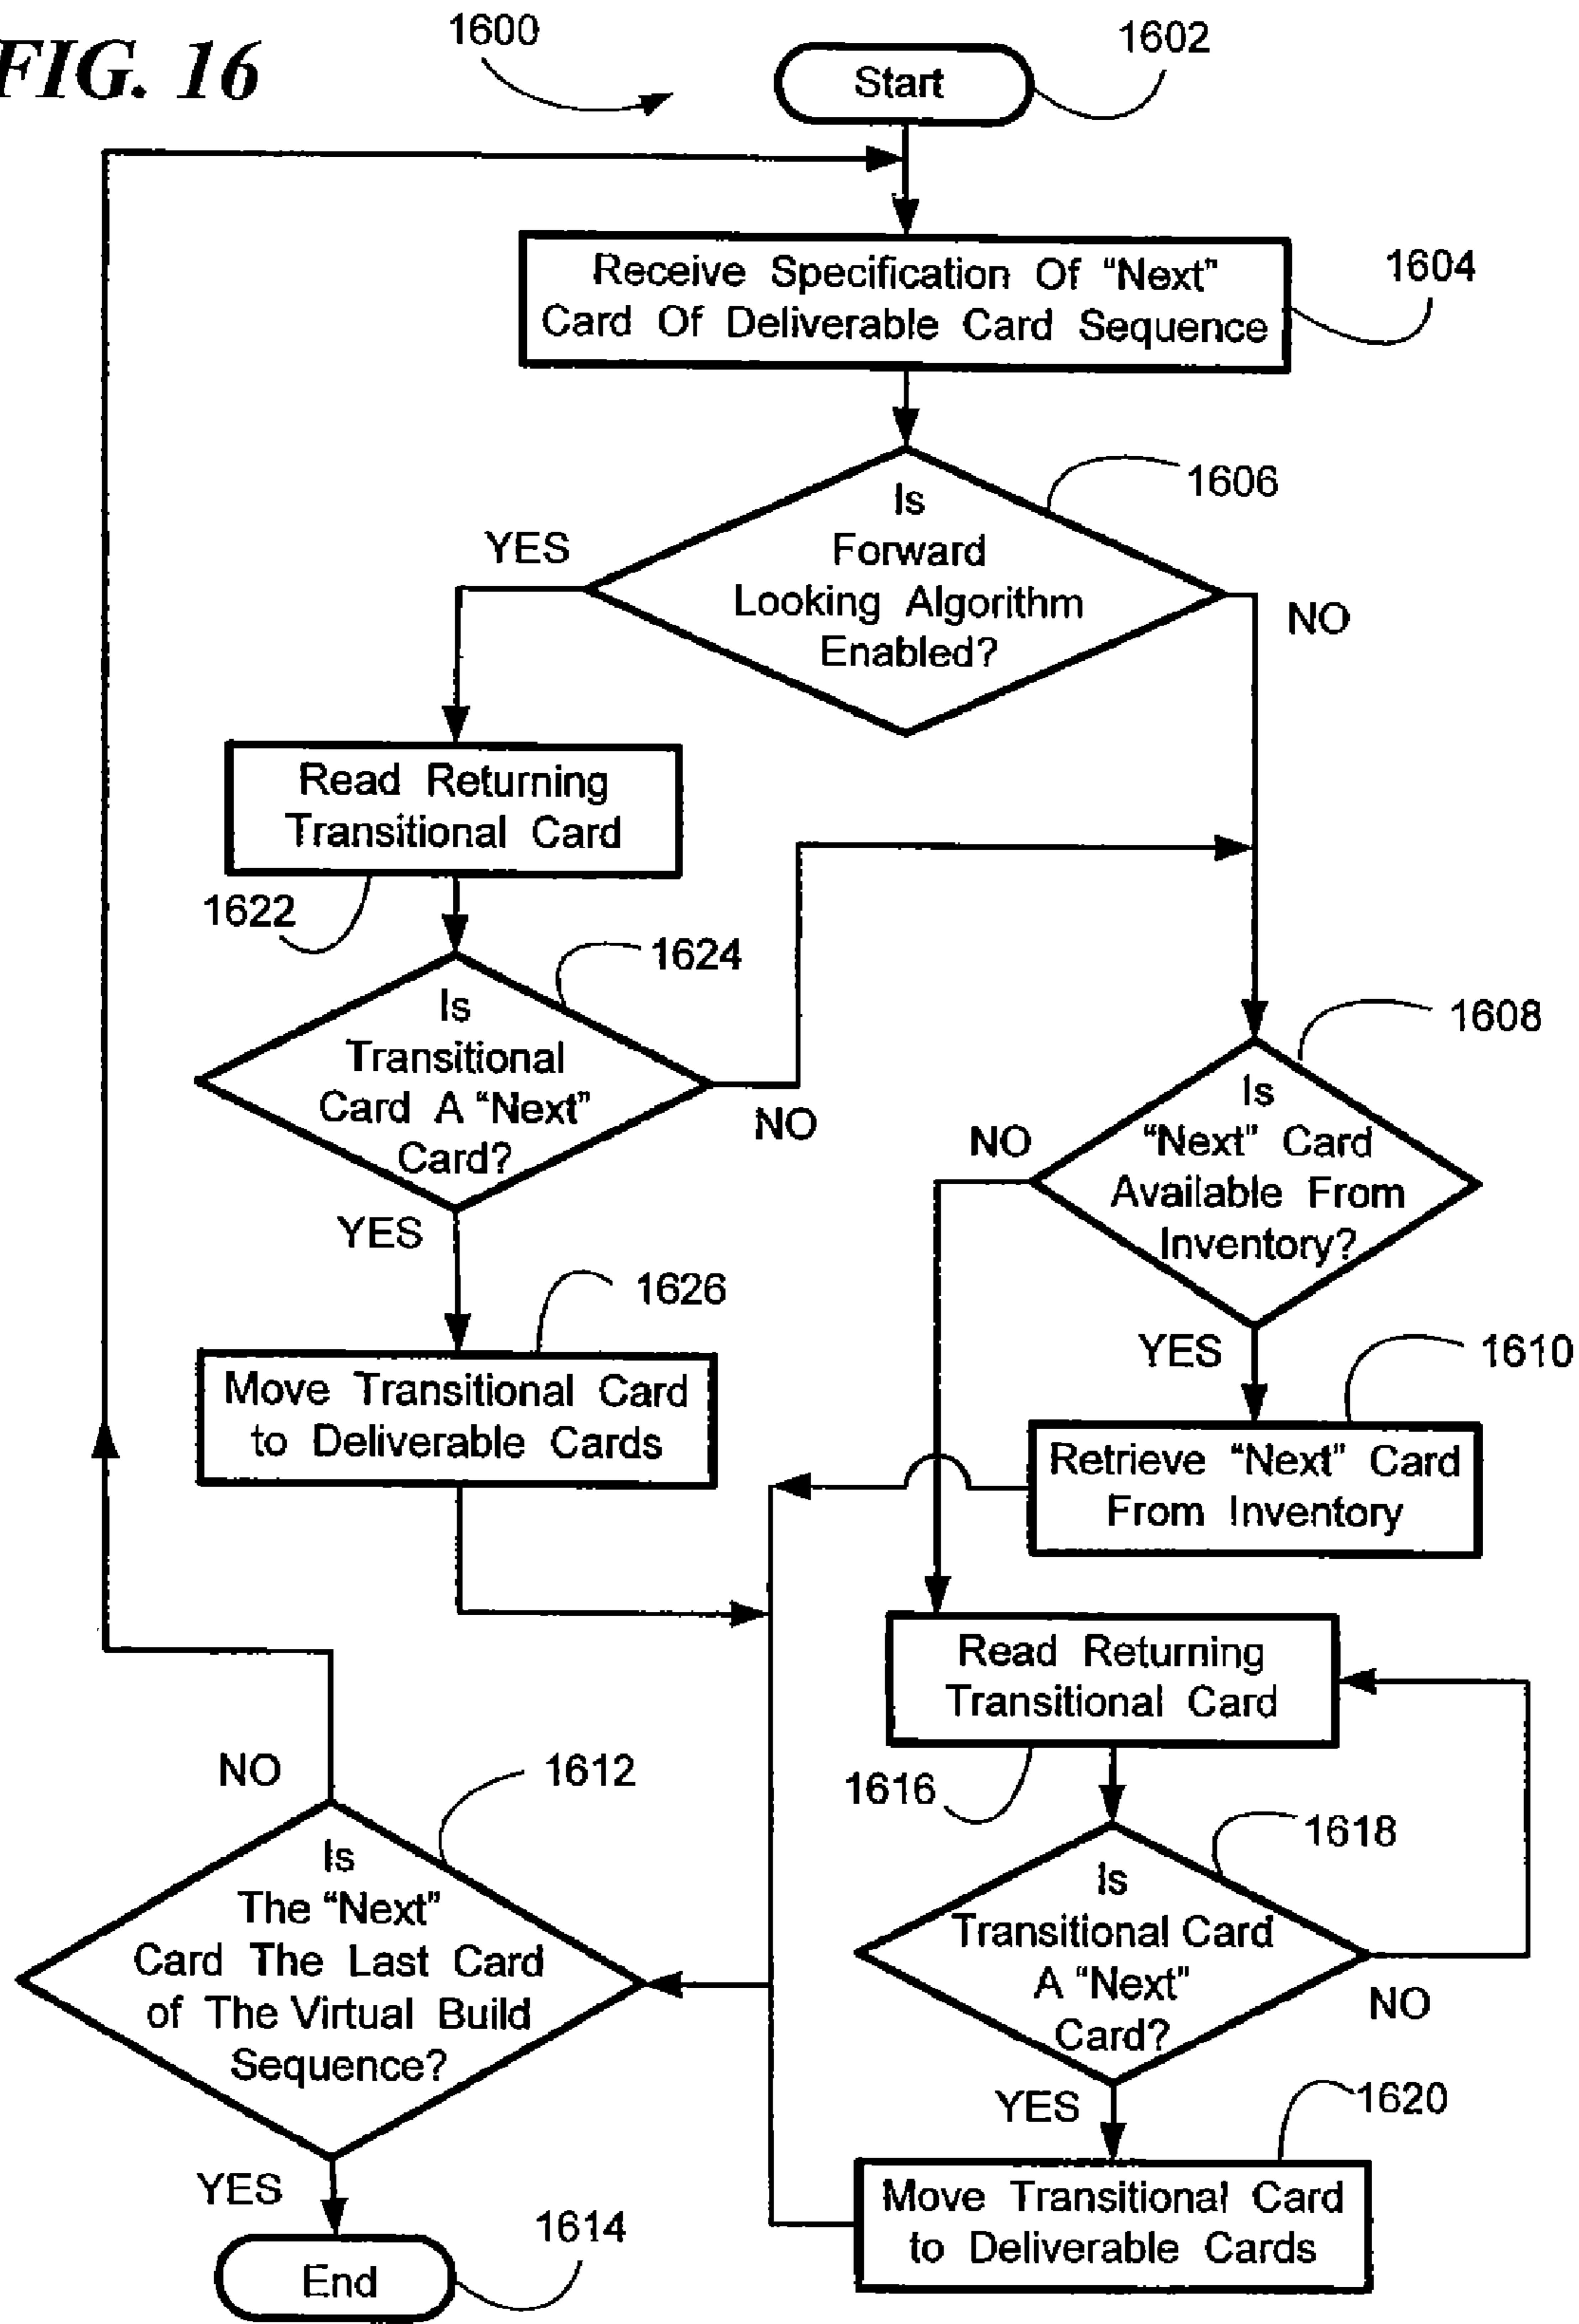 FIG. 16
1600
1602
Start
Receive Specification Of “Next”
Card Of Deliverable Card Sequence
1604
Is
Forward
Looking Algorithm
Enabled?
1606
YES
NO
Read Returning
Transitional Card
1622
Is
Transitional
Card A “Next”
Card?
1624
NO
YES
1608
Is
“Next” Card
Available From
Inventory?
NO
YES
1626
Move Transitional Card
to Deliverable Cards
1610
Retrieve “Next” Card
From Inventory
Read Returning
Transitional Card
1616
NO
1612
Is
The “Next”
Card The Last Card
of The Virtual Build
Sequence?
1618
Is
Transitional Card
A “Next”
Card?
NO
YES
1620
Move Transitional Card
to Deliverable Cards
YES
End
1614